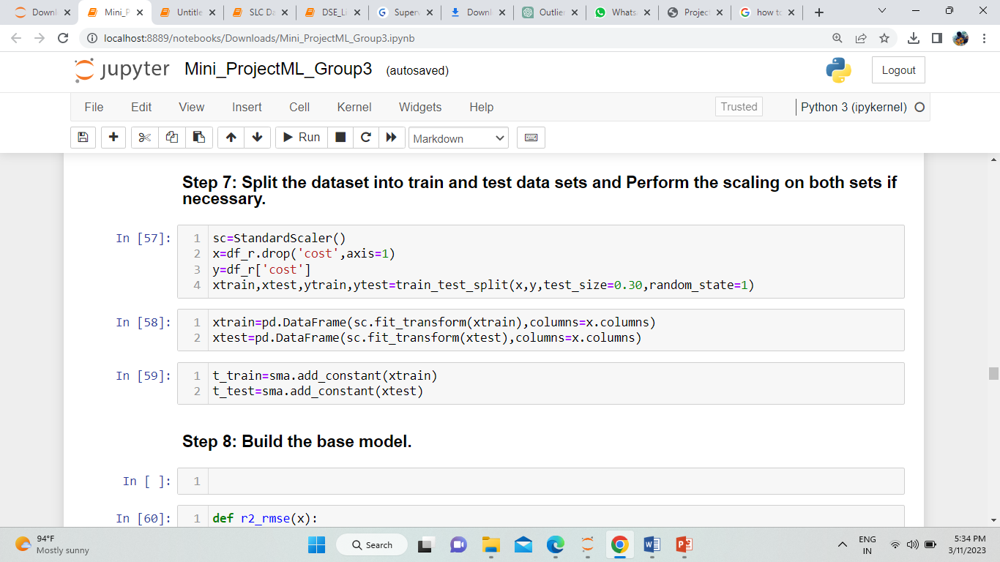 Downl
Mini_P
Untitle
SLC Da
DSE_Li
Superv
Downl
Outlier
Whats
Project
how to
localhost:8889/notebooks/Downloads/Mini_ProjectML_Group3.ipynb
jupyter Mini_ProjectML_Group3 (autosaved)
Logout
File Edit View Insert Cell Kernel Widgets Help
Trusted
Python 3 (ipykernel)
Run
Markdown
Step 7: Split the dataset into train and test data sets and Perform the scaling on both sets if
necessary.
In [57]:
1 sc=StandardScaler()
2 x=df_r.drop('cost',axis=1)
3 y=df_r['cost']
4 xtrain,xtest,ytrain,ytest=train_test_split(x,y,test_size=0.30,random_state=1)
In [58]:
1 xtrain=pd.DataFrame(sc.fit_transform(xtrain),columns=x.columns)
2 xtest=pd.DataFrame(sc.fit_transform(xtest),columns=x.columns)
In [59]:
1 t_train=sma.add_constant(xtrain)
2 t_test=sma.add_constant(xtest)
Step 8: Build the base model.
In [ ]:
1
In [60]:
1 def r2_rmse(x):
94°F
Mostly sunny
Search
ENG
IN
5:34 PM
3/11/2023